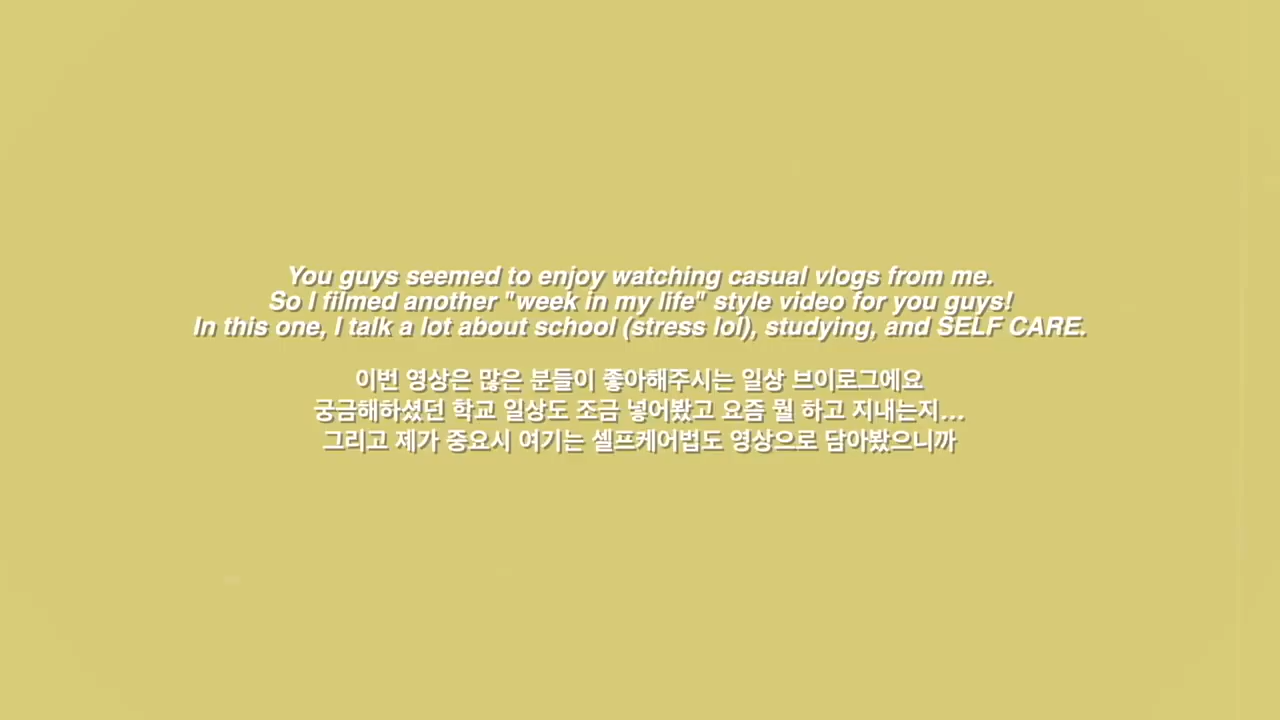 You guys seemed to enjoy watching casual vlogs from me.
So I filmed another "week in my life" style video for you guys!
In this one, I talk a lot about school (stress lol), studying, and SELF CARE.
이번 영상은 많은 분들이 좋아해주시는 일상 브이로그에요
궁금해하셨던 학교 일상도 조금 넣어봤고 요즘 뭘 하고 지내는지...
그리고 제가 중요시 여기는 셀프케어법도 영상으로 담아봤으니까